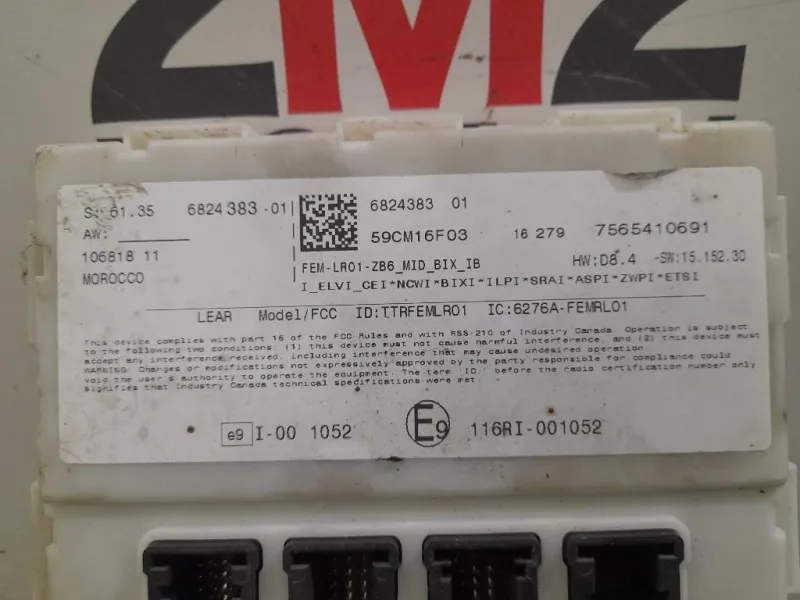 2M2
S: 61.35 6824383-01 6824383 01
AW: 59CM16F03 16 279 7565410691
106818 11 FEM-LR01-ZB6_MID_BIX_IB HW:D8.4 -SW:15.152.30
MOROCCO I_ELVI_CEI*NCWI*BIXI*ILPI*SRAI*ASPI*ZWPI*ETSI
LEAR Model/FCC ID:TTRFEMLR01 IC:6276A-FEMRL01
This device complies with part 15 of the FCC Rules and with RSS-210 of Industry Canada. Operation is subject
to the following two conditions: (1) this device must not cause harmful interference, and (2) this device must
accept any interference received, including interference that may cause undesired operation.
WARNING: Changes or modifications not expressively approved by the party responsible for compliance could
void the user's authority to operate the equipment. The term 'ID:' before the radio certification number only
signifies that Industry Canada technical specifications were met
e9 I-00 1052 E9 116RI-001052